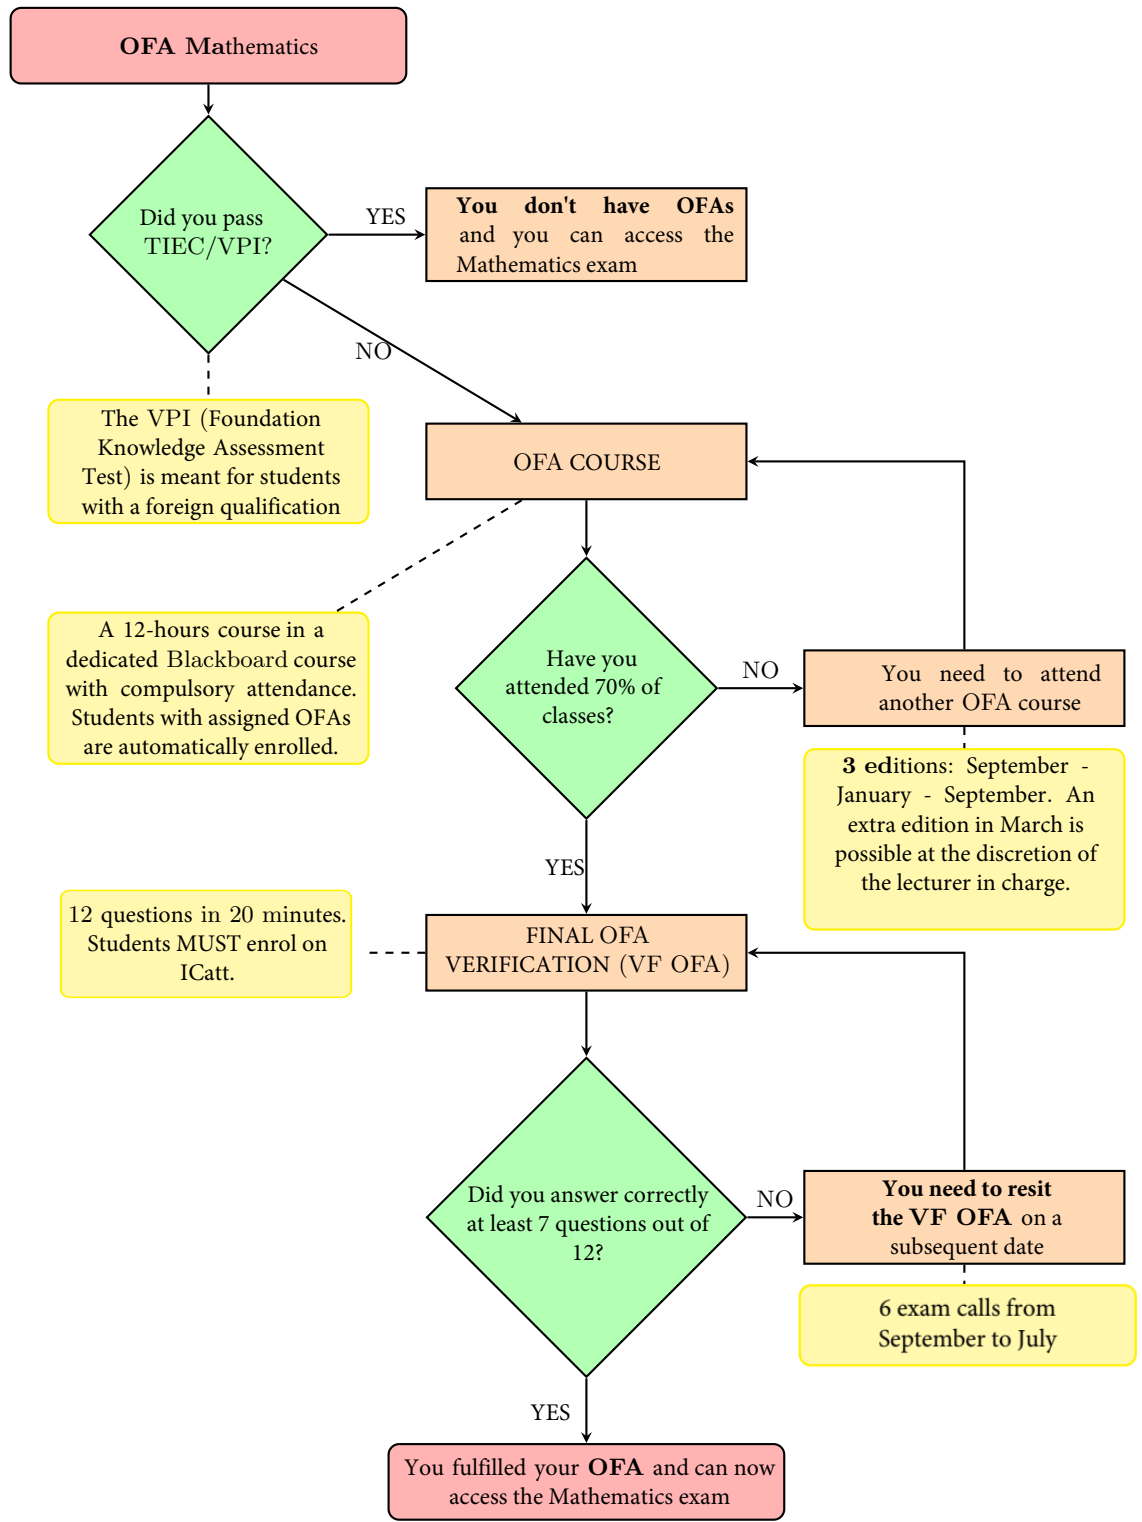 OFA Mathematics
Did you pass
TIEC/VPI?
YES
You don't have OFAs
and you can access the
Mathematics exam
NO
The VPI (Foundation
Knowledge Assessment
Test) is meant for students
with a foreign qualification
OFA COURSE
A 12-hours course in a
dedicated Blackboard course
with compulsory attendance.
Students with assigned OFAs
are automatically enrolled.
Have you
attended 70% of
classes?
NO
You need to attend
another OFA course
3 editions: September -
January - September. An
extra edition in March is
possible at the discretion of
the lecturer in charge.
YES
12 questions in 20 minutes.
Students MUST enrol on
ICatt.
FINAL OFA
VERIFICATION (VF OFA)
Did you answer correctly
at least 7 questions out of
12?
NO
You need to resit
the VF OFA on a
subsequent date
6 exam calls from
September to July
YES
You fulfilled your OFA and can now
access the Mathematics exam